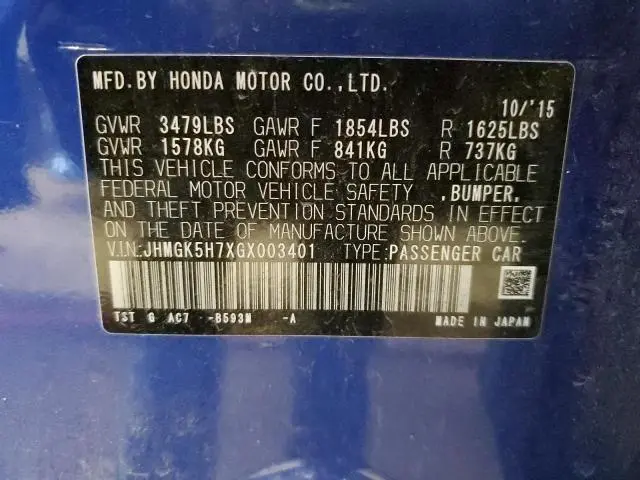 MFD.BY HONDA MOTOR CO.,LTD.
10/'15
GVWR 3479LBS GAWR F 1854LBS R 1625LBS
GVWR 1578KG GAWR F 841KG R 737KG
THIS VEHICLE CONFORMS TO ALL APPLICABLE
FEDERAL MOTOR VEHICLE SAFETY ,BUMPER,
AND THEFT PREVENTION STANDARDS IN EFFECT
ON THE DATE OF MANUFACTURE SHOWN ABOVE.
V.I.N:JHMGK5H7XGX003401 TYPE:PASSENGER CAR
TST G AC7 -B593M -A MADE IN JAPAN